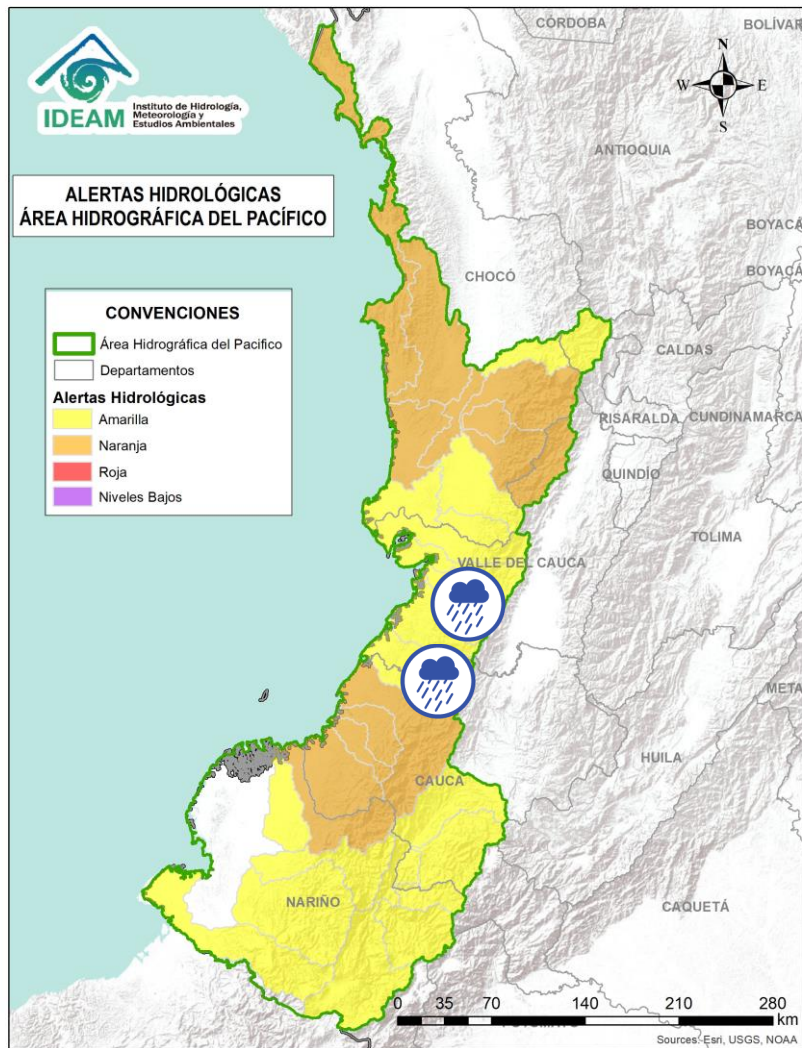 IDEAM
Instituto de Hidrología,
Meteorología y
Estudios Ambientales
ALERTAS HIDROLÓGICAS
ÁREA HIDROGRÁFICA DEL PACÍFICO
CONVENCIONES
Área Hidrográfica del Pacifico
Departamentos
Alertas Hidrológicas
Amarilla
Naranja
Roja
Niveles Bajos
N
W
E
S
CÓRDOBA
BOLÍVAR
ANTIOQUIA
BOYACÁ
BOYACÁ
CHOCÓ
CALDAS
RISARALDA
CUNDINAMARCA
QUINDÍO
TOLIMA
VALLE DEL CAUCA
META
HUILA
CAUCA
NARIÑO
CAQUETÁ
0 35 70 140 210 280
km
Sources: Esri, USGS, NOAA